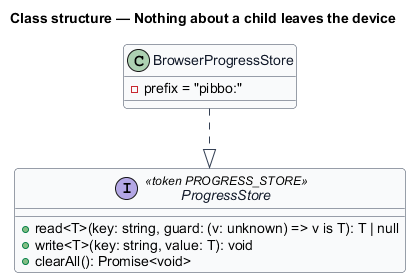 Class structure — Nothing about a child leaves the device
C BrowserProgressStore
prefix = "pibbo:"
«token PROGRESS_STORE»
I ProgressStore
read<T>(key: string, guard: (v: unknown) => v is T): T | null
write<T>(key: string, value: T): void
clearAll(): Promise<void>